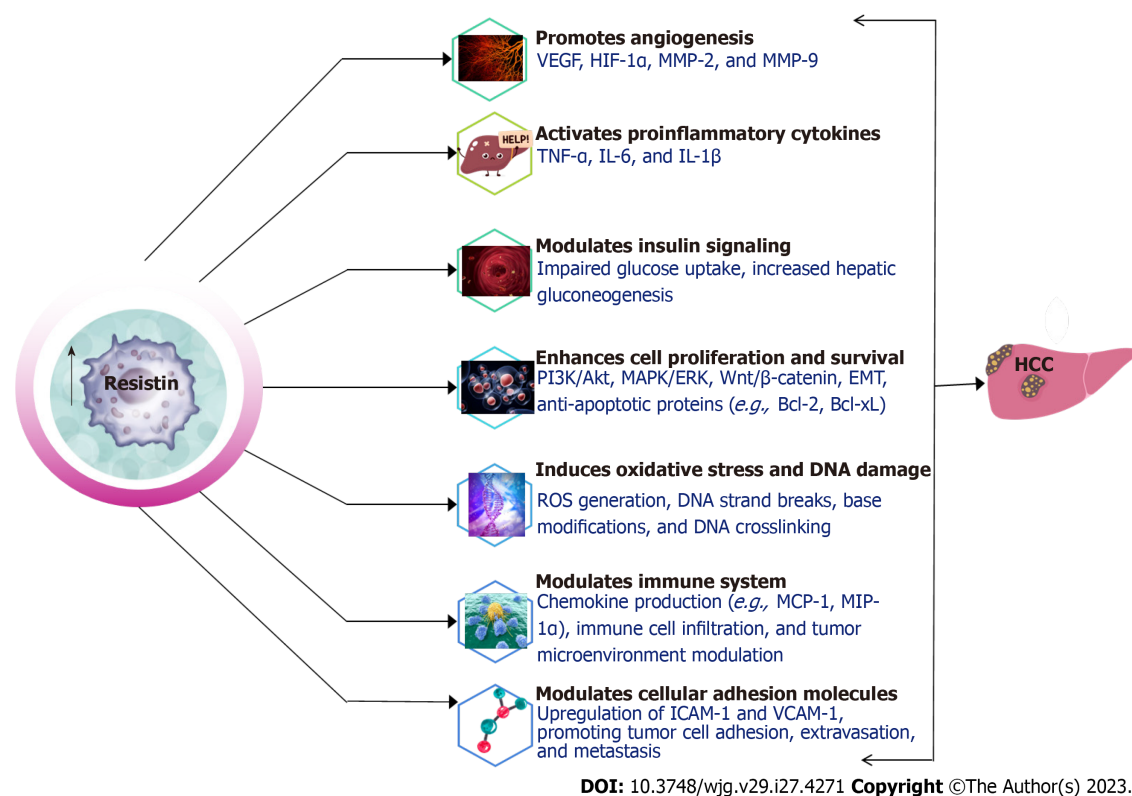 Promotes angiogenesis
VEGF, HIF-1α, MMP-2, and MMP-9
HELP!
Activates proinflammatory cytokines
TNF-α, IL-6, and IL-1β
Modulates insulin signaling
Impaired glucose uptake, increased hepatic
gluconeogenesis
Resistin
Enhances cell proliferation and survival
PI3K/Akt, MAPK/ERK, Wnt/β-catenin, EMT,
anti-apoptotic proteins (e.g., Bcl-2, Bcl-xL)
HCC
Induces oxidative stress and DNA damage
ROS generation, DNA strand breaks, base
modifications, and DNA crosslinking
Modulates immune system
Chemokine production (e.g., MCP-1, MIP-
1α), immune cell infiltration, and tumor
microenvironment modulation
Modulates cellular adhesion molecules
Upregulation of ICAM-1 and VCAM-1,
promoting tumor cell adhesion, extravasation,
and metastasis
DOI: 10.3748/wjg.v29.i27.4271 Copyright ©The Author(s) 2023.